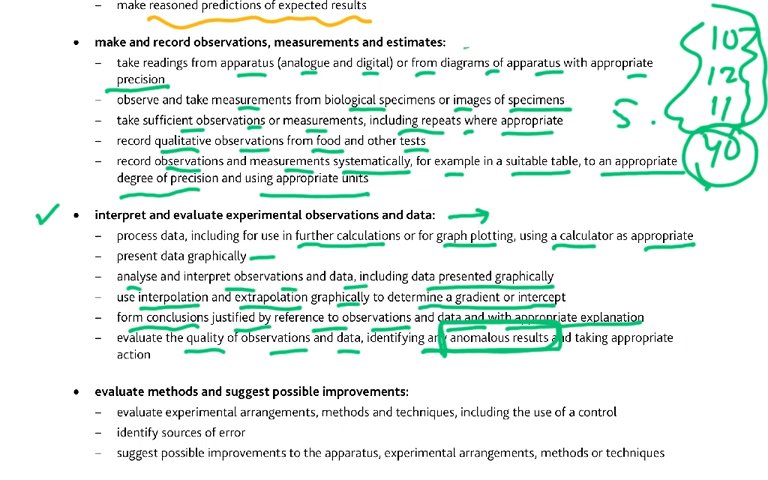 – make reasoned predictions of expected results
• make and record observations, measurements and estimates:
– take readings from apparatus (analogue and digital) or from diagrams of apparatus with appropriate
precision
– observe and take measurements from biological specimens or images of specimens
– take sufficient observations or measurements, including repeats where appropriate
– record qualitative observations from food and other tests
– record observations and measurements systematically, for example in a suitable table, to an appropriate
degree of precision and using appropriate units
10
12
11
40
5.
• interpret and evaluate experimental observations and data:
– process data, including for use in further calculations or for graph plotting, using a calculator as appropriate
– present data graphically
– analyse and interpret observations and data, including data presented graphically
– use interpolation and extrapolation graphically to determine a gradient or intercept
– form conclusions justified by reference to observations and data and with appropriate explanation
– evaluate the quality of observations and data, identifying any anomalous results and taking appropriate
action
• evaluate methods and suggest possible improvements:
– evaluate experimental arrangements, methods and techniques, including the use of a control
– identify sources of error
– suggest possible improvements to the apparatus, experimental arrangements, methods or techniques